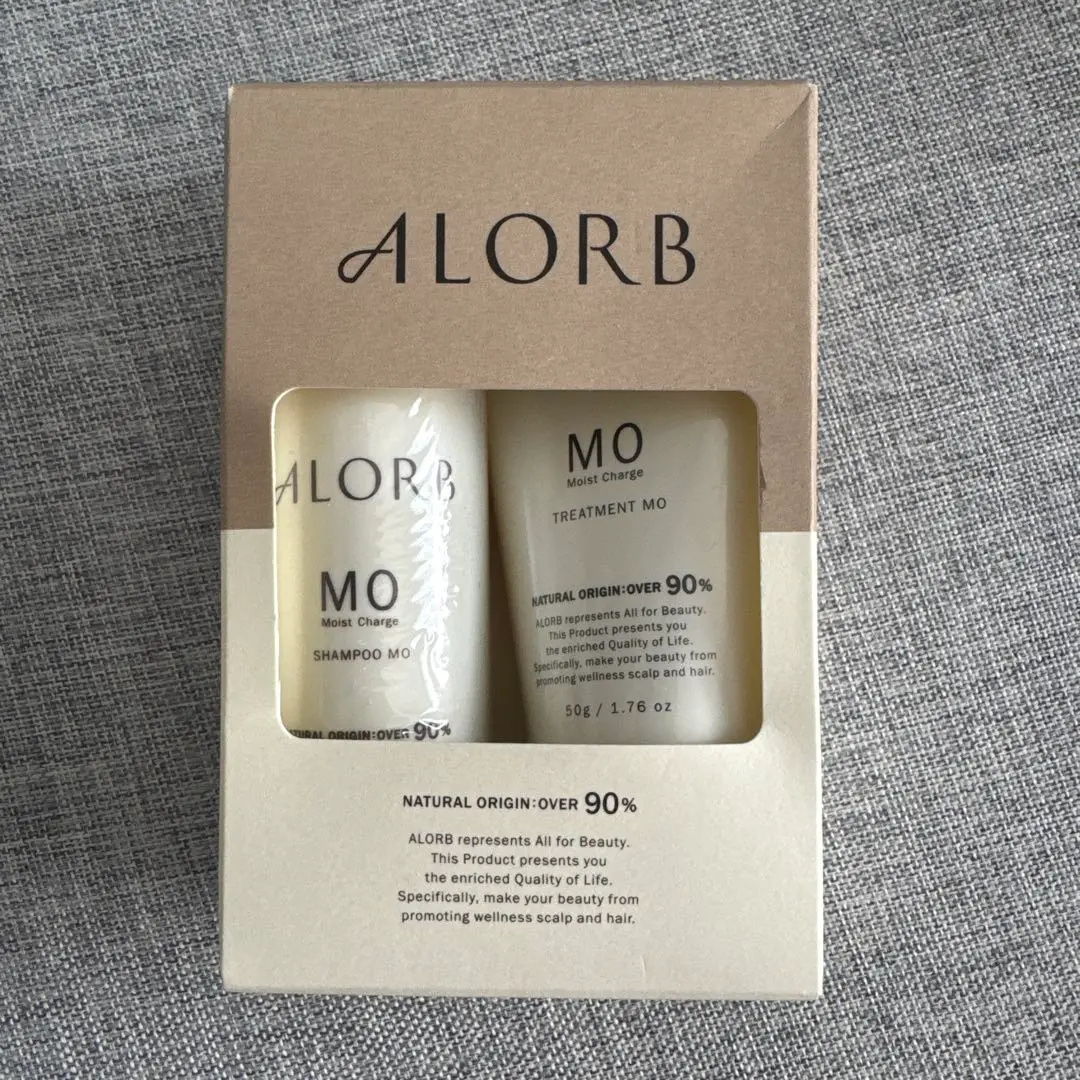 ALORB
ALORB
MO
Moist Charge
SHAMPOO MO
NATURAL ORIGIN:OVER 90%
MO
Moist Charge
TREATMENT MO
NATURAL ORIGIN:OVER 90%
ALORB represents All for Beauty.
This Product presents you
the enriched Quality of Life.
Specifically, make your beauty from
promoting wellness scalp and hair.
50g / 1.76 oz
NATURAL ORIGIN:OVER 90%
ALORB represents All for Beauty.
This Product presents you
the enriched Quality of Life.
Specifically, make your beauty from
promoting wellness scalp and hair.